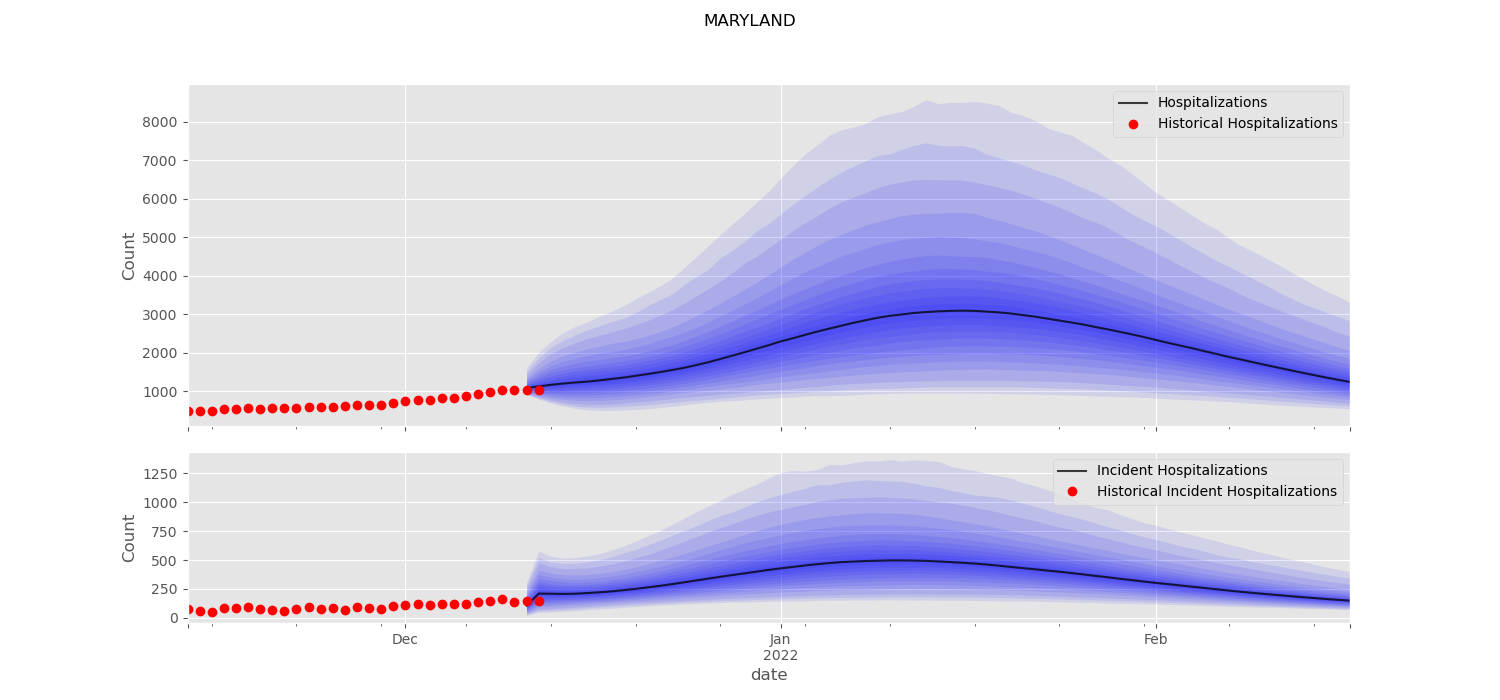 MARYLAND
Hospitalizations
Historical Hospitalizations
8000
7000
6000
5000
4000
3000
2000
1000
Count
Incident Hospitalizations
Historical Incident Hospitalizations
1250
1000
750
500
250
0
Count
Dec
Jan
2022
Feb
date